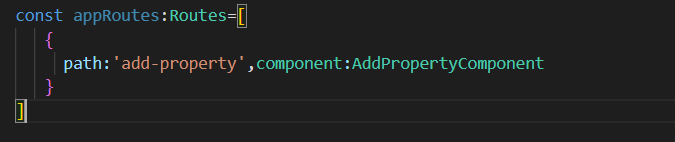 const appRoutes:Routes=[
{
path:'add-property',component:AddPropertyComponent
}
]